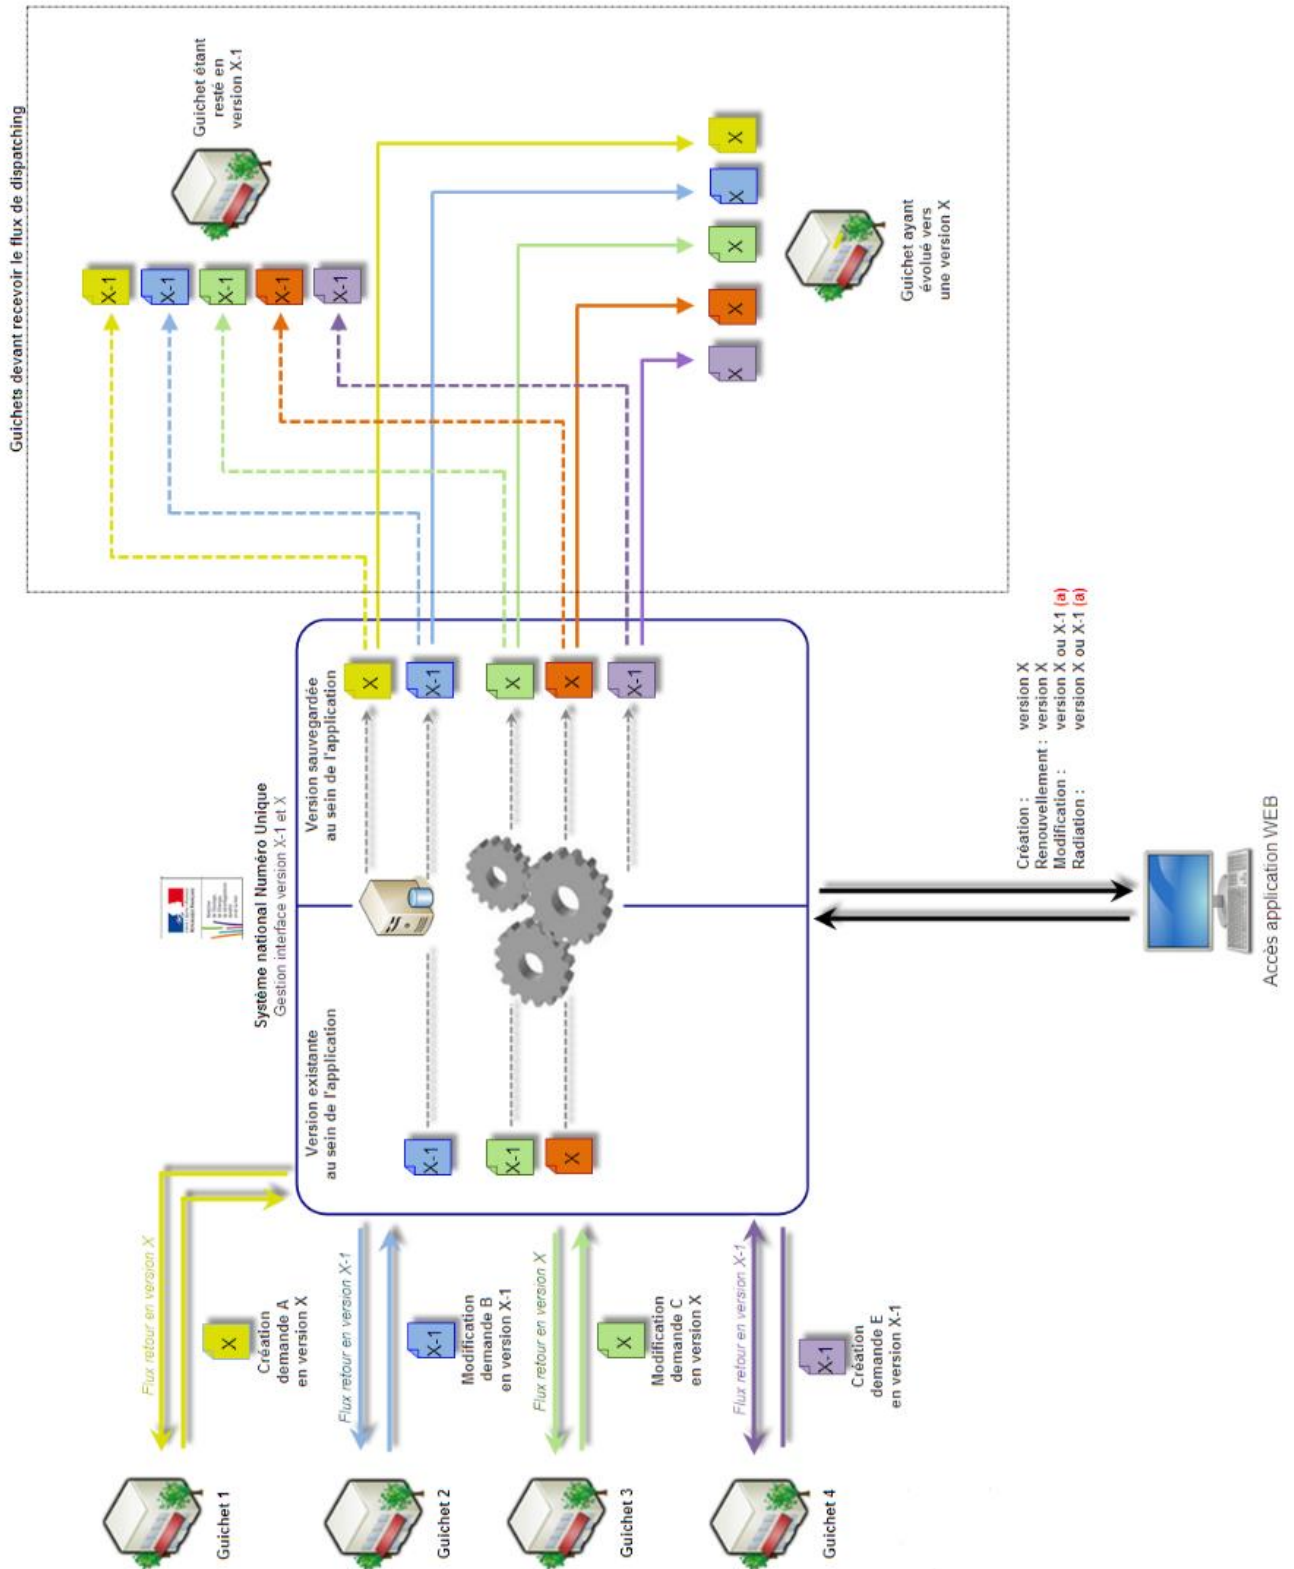 Guichets devant recevoir le flux de dispatching
Guichet étant
resté en
version X-1
X-1
X-1
X-1
X-1
X-1
Système national Numéro Unique
Gestion interface version X-1 et X
Flux retour en version X
X
Création
demande A
en version X
Guichet 1
Flux retour en version X-1
X-1
Modification
demande B
en version X-1
Guichet 2
Flux retour en version X
X
Modification
demande C
en version X
Guichet 3
Flux retour en version X-1
X-1
Création
demande E
en version X-1
Guichet 4
Version existante
au sein de l'application
X-1
X-1
X
Version sauvegardée
au sein de l'application
X
X-1
X
X
X-1
X
X
X
X
X
Guichet ayant
évolué vers
une version X
Création : version X
Renouvellement : version X
Modification : version X ou X-1 (a)
Radiation : version X ou X-1 (a)
Accès application WEB